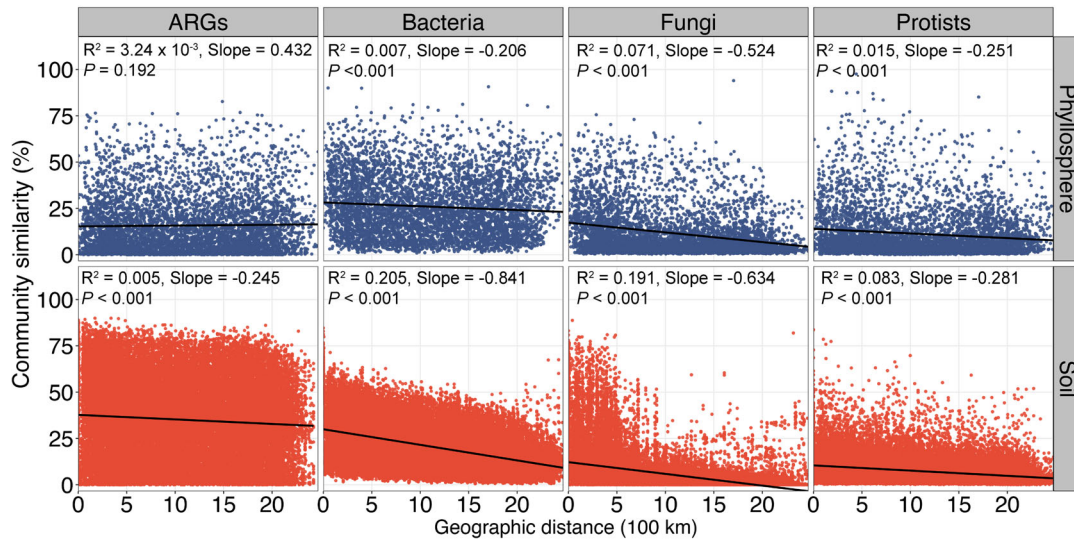 ARGs
Bacteria
Fungi
Protists
R² = 3.24 x 10⁻³, Slope = 0.432
P = 0.192
R² = 0.007, Slope = -0.206
P <0.001
R² = 0.071, Slope = -0.524
P < 0.001
R² = 0.015, Slope = -0.251
P < 0.001
Phyllosphere
100
75
50
25
0
R² = 0.005, Slope = -0.245
P < 0.001
R² = 0.205, Slope = -0.841
P < 0.001
R² = 0.191, Slope = -0.634
P < 0.001
R² = 0.083, Slope = -0.281
P < 0.001
Soil
100
75
50
25
0
Community similarity (%)
0 5 10 15 20
0 5 10 15 20
0 5 10 15 20
0 5 10 15 20
Geographic distance (100 km)